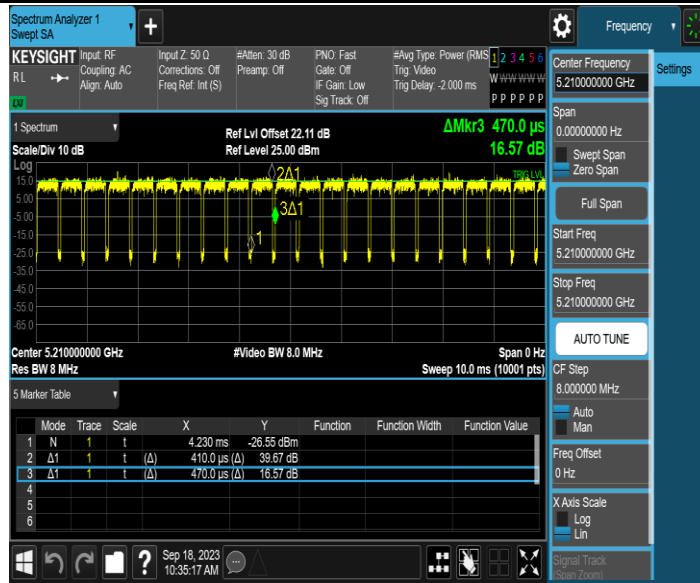 Spectrum Analyzer 1
Swept SA
+
Frequency
KEYSIGHT
RL
LXI
Input: RF
Coupling: AC
Align: Auto
Input Z: 50 Ω
Corrections: Off
Freq Ref: Int (S)
#Atten: 30 dB
Preamp: Off
PNO: Fast
Gate: Off
IF Gain: Low
Sig Track: Off
#Avg Type: Power (RMS
Trig: Video
Trig Delay: -2.000 ms
1 2 3 4 5 6
W W W W W W
P P P P P P
Center Frequency
5.210000000 GHz
Settings
Span
0.00000000 Hz
Swept Span
Zero Span
Full Span
Start Freq
5.210000000 GHz
Stop Freq
5.210000000 GHz
AUTO TUNE
CF Step
8.000000 MHz
Auto
Man
Freq Offset
0 Hz
X Axis Scale
Log
Lin
Signal Track
(Span Zoom)
1 Spectrum
Scale/Div 10 dB
Ref Lvl Offset 22.11 dB
Ref Level 25.00 dBm
ΔMkr3 470.0 µs
16.57 dB
Log
15.0
5.00
-5.00
-15.0
-25.0
-35.0
-45.0
-55.0
-65.0
2Δ1
3Δ1
1
TRIG LVL
Center 5.210000000 GHz
Res BW 8 MHz
#Video BW 8.0 MHz
Span 0 Hz
Sweep 10.0 ms (10001 pts)
5 Marker Table
Mode Trace Scale X Y Function Function Width Function Value
1 N 1 t 4.230 ms -26.55 dBm
2 Δ1 1 t (Δ) 410.0 µs (Δ) 39.67 dB
3 Δ1 1 t (Δ) 470.0 µs (Δ) 16.57 dB
4
5
6
?
Sep 18, 2023
10:35:17 AM